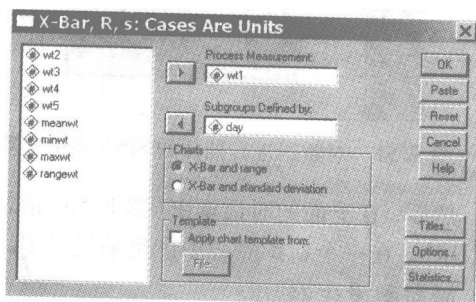 X-Bar, R, s: Cases Are Units
wt2
wt3
wt4
wt5
meanwt
minwt
maxwt
rangewt
Process Measurement:
wt1
Subgroups Defined by:
day
Charts
X-Bar and range
X-Bar and standard deviation
Template
Apply chart template from:
File...
OK
Paste
Reset
Cancel
Help
Titles...
Options...
Statistics...